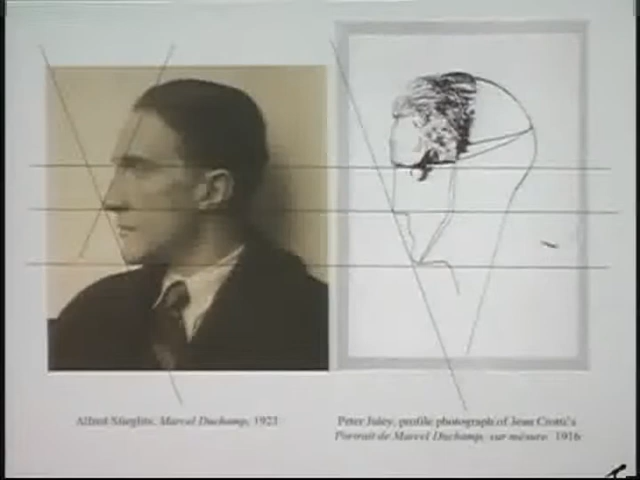 Alfred Stieglitz, Marcel Duchamp, 1923
Peter Juley, profile photograph of Jean Crotti's
Portrait de Marcel Duchamp, sur mesure 1916